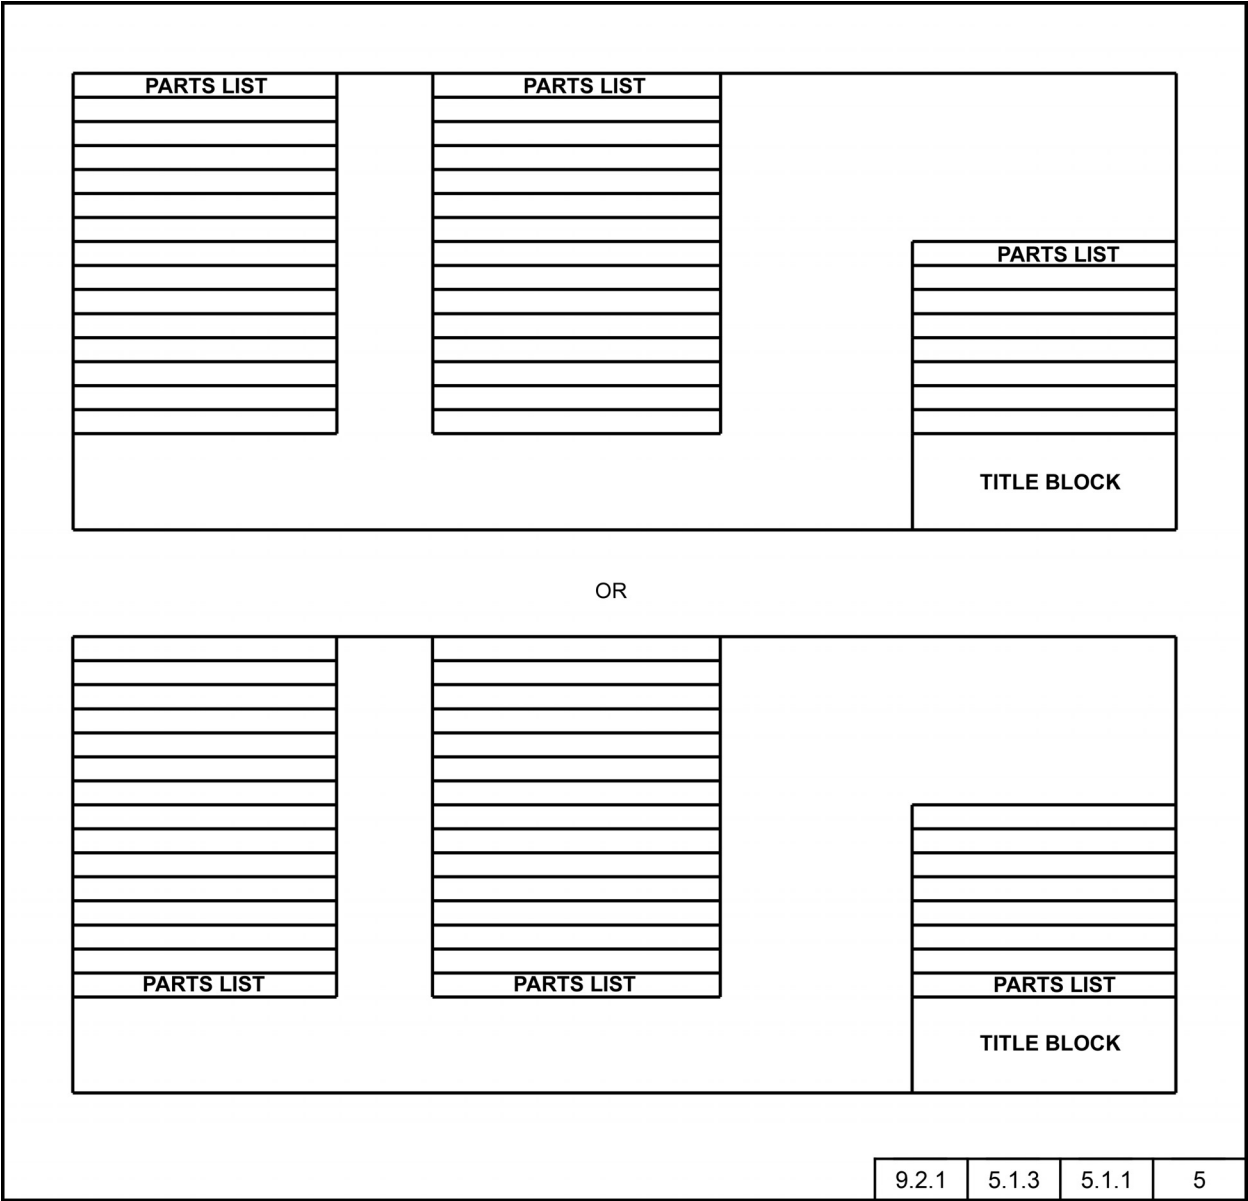 PARTS LIST PARTS LIST
PARTS LIST
TITLE BLOCK
OR
PARTS LIST PARTS LIST PARTS LIST
TITLE BLOCK
9.2.1 5.1.3 5.1.1 5